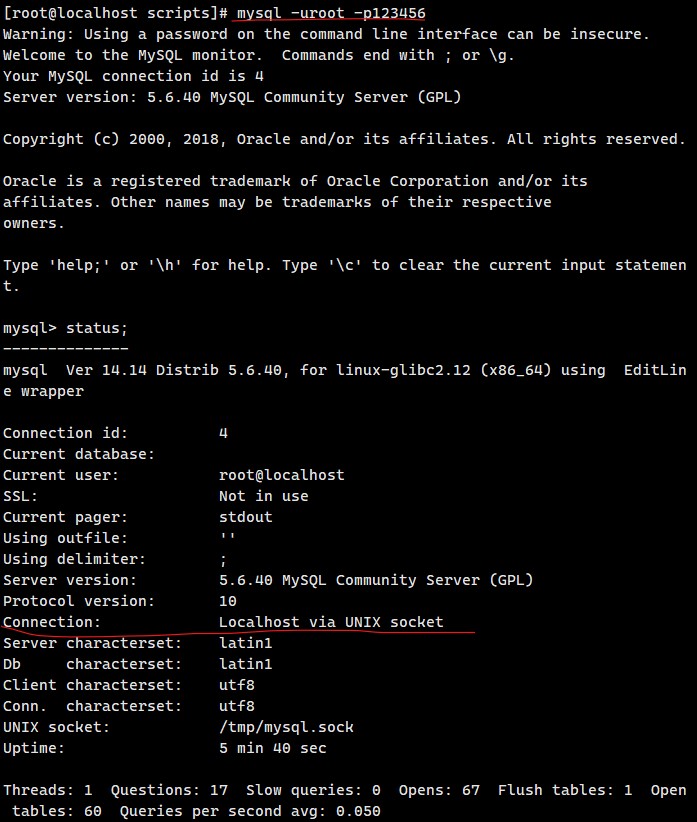 [root@localhost scripts]# mysql -uroot -p123456
Warning: Using a password on the command line interface can be insecure.
Welcome to the MySQL monitor.  Commands end with ; or \g.
Your MySQL connection id is 4
Server version: 5.6.40 MySQL Community Server (GPL)

Copyright (c) 2000, 2018, Oracle and/or its affiliates. All rights reserved.

Oracle is a registered trademark of Oracle Corporation and/or its
affiliates. Other names may be trademarks of their respective
owners.

Type 'help;' or '\h' for help. Type '\c' to clear the current input statemen
t.

mysql> status;
--------------
mysql  Ver 14.14 Distrib 5.6.40, for linux-glibc2.12 (x86_64) using  EditLin
e wrapper

Connection id:          4
Current database:
Current user:           root@localhost
SSL:                    Not in use
Current pager:          stdout
Using outfile:          ''
Using delimiter:        ;
Server version:         5.6.40 MySQL Community Server (GPL)
Protocol version:       10
Connection:             Localhost via UNIX socket
Server characterset:    latin1
Db     characterset:    latin1
Client characterset:    utf8
Conn.  characterset:    utf8
UNIX socket:            /tmp/mysql.sock
Uptime:                 5 min 40 sec

Threads: 1  Questions: 17  Slow queries: 0  Opens: 67  Flush tables: 1  Open
 tables: 60  Queries per second avg: 0.050